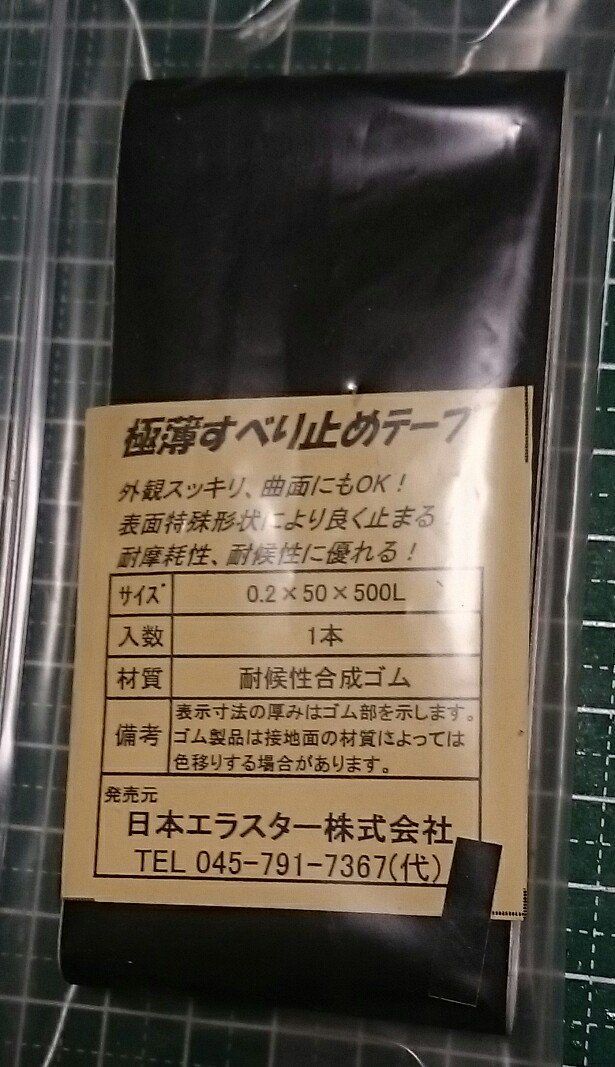 極薄すべり止めテープ
外観スッキリ、曲面にもOK！
表面特殊形状により良く止まる
耐摩耗性、耐候性に優れる！
サイズ 0.2×50×500L
入数 1本
材質 耐候性合成ゴム
備考 表示寸法の厚みはゴム部を示します。
ゴム製品は接地面の材質によっては
色移りする場合があります。
発売元
日本エラスター株式会社
TEL 045-791-7367(代)